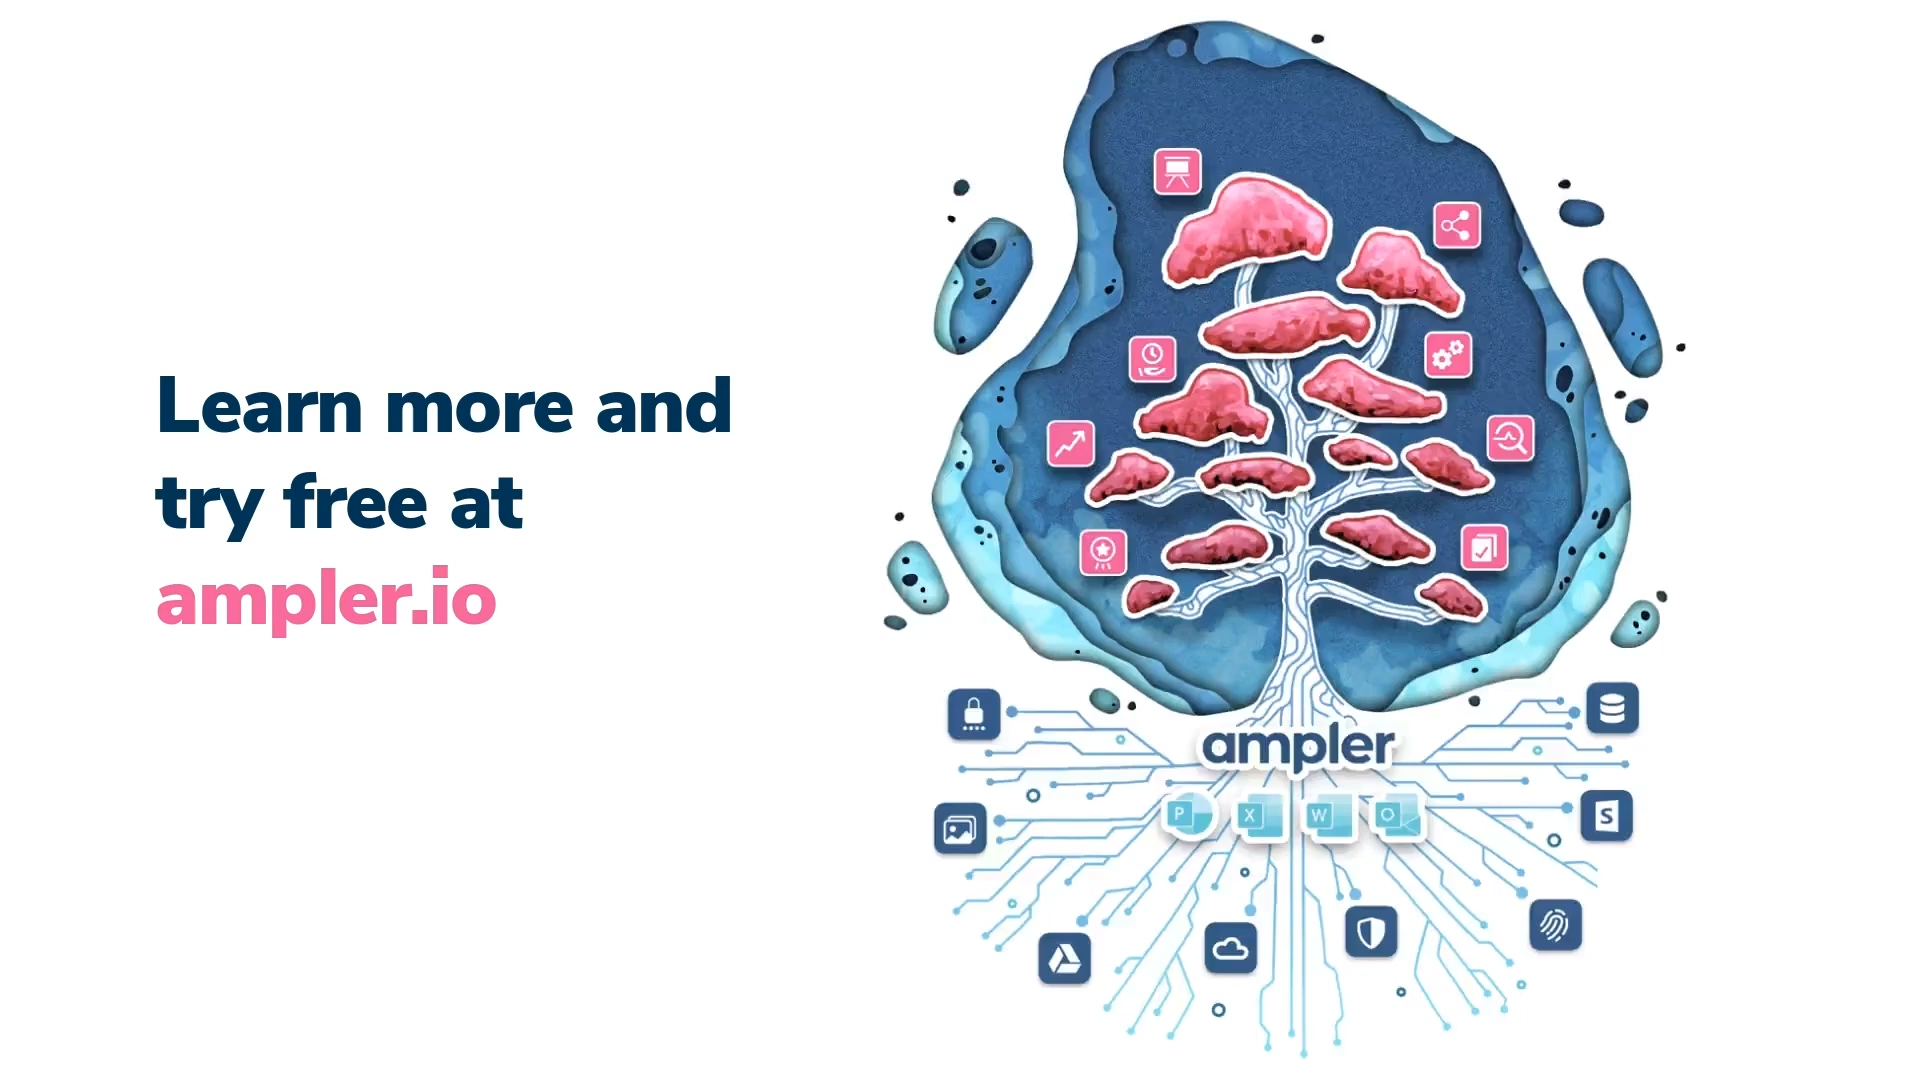 Learn more and
try free at
ampler.io
ampler
P X W O
S